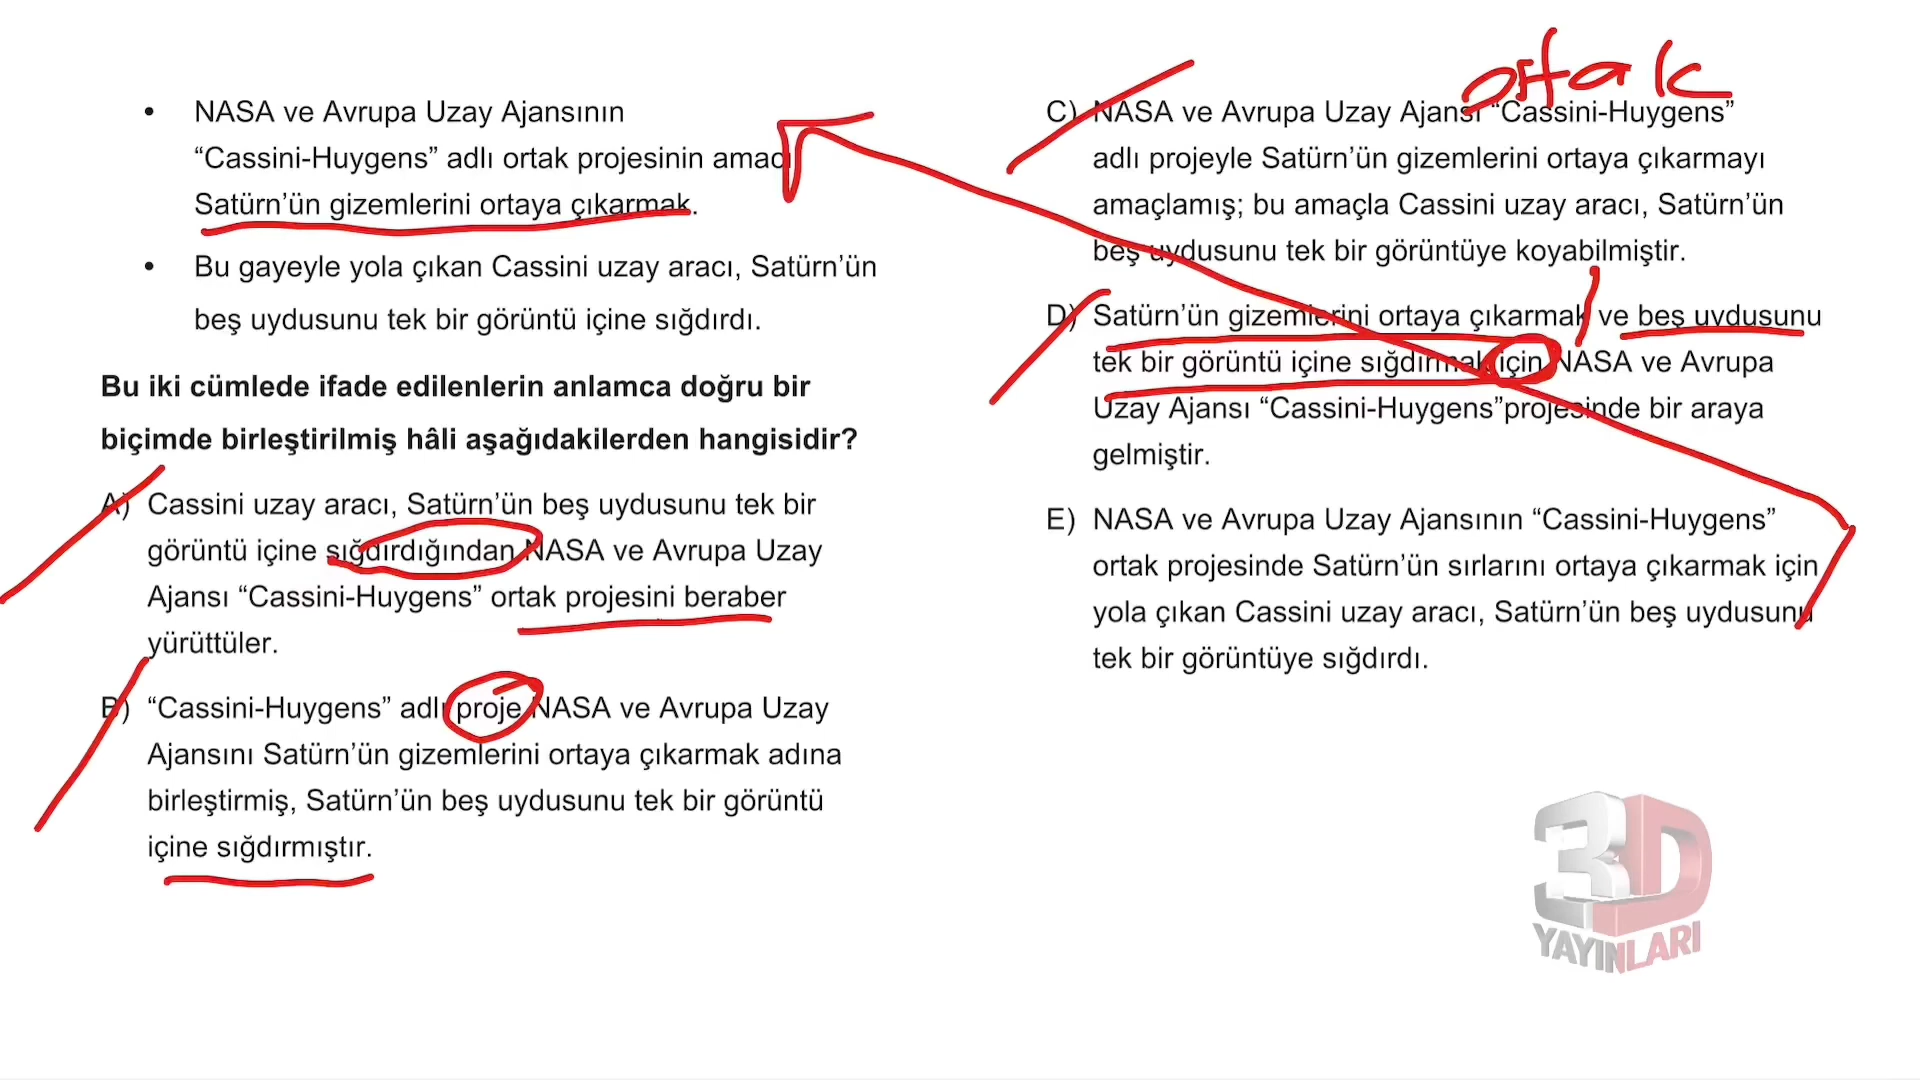 • NASA ve Avrupa Uzay Ajansının
“Cassini-Huygens” adlı ortak projesinin amacı
Satürn’ün gizemlerini ortaya çıkarmak.
• Bu gayeyle yola çıkan Cassini uzay aracı, Satürn’ün
beş uydusunu tek bir görüntü içine sığdırdı.
Bu iki cümlede ifade edilenlerin anlamca doğru bir
biçimde birleştirilmiş hâli aşağıdakilerden hangisidir?
A) Cassini uzay aracı, Satürn’ün beş uydusunu tek bir
görüntü içine sığdırdığından NASA ve Avrupa Uzay
Ajansı “Cassini-Huygens” ortak projesini beraber
yürüttüler.
B) “Cassini-Huygens” adlı proje NASA ve Avrupa Uzay
Ajansını Satürn’ün gizemlerini ortaya çıkarmak adına
birleştirmiş, Satürn’ün beş uydusunu tek bir görüntü
içine sığdırmıştır.
ortak
C) NASA ve Avrupa Uzay Ajansı “Cassini-Huygens”
adlı projeyle Satürn’ün gizemlerini ortaya çıkarmayı
amaçlamış; bu amaçla Cassini uzay aracı, Satürn’ün
beş uydusunu tek bir görüntüye koyabilmiştir.
D) Satürn’ün gizemlerini ortaya çıkarmak ve beş uydusunu
tek bir görüntü içine sığdırmak için NASA ve Avrupa
Uzay Ajansı “Cassini-Huygens”projesinde bir araya
gelmiştir.
E) NASA ve Avrupa Uzay Ajansının “Cassini-Huygens”
ortak projesinde Satürn’ün sırlarını ortaya çıkarmak için
yola çıkan Cassini uzay aracı, Satürn’ün beş uydusunu
tek bir görüntüye sığdırdı.
3D
YAYINLARI